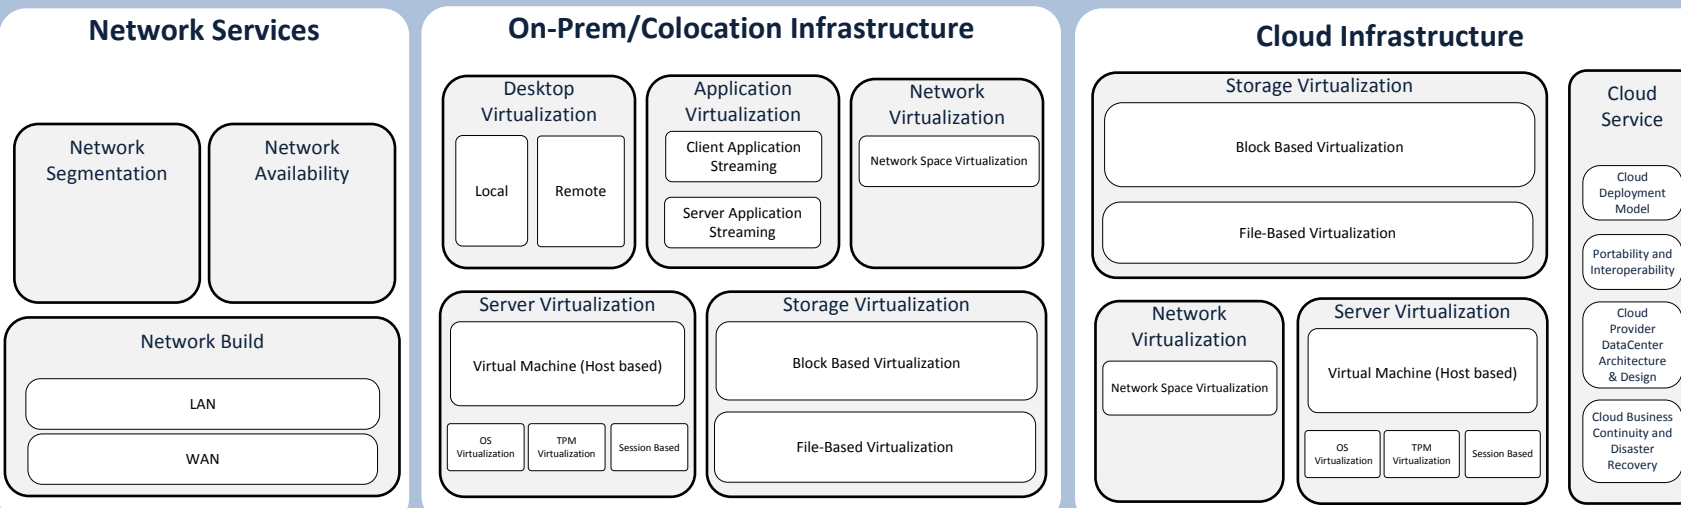 Network Services
Network
Segmentation
Network
Availability
Network Build
LAN
WAN
On-Prem/Colocation Infrastructure
Desktop
Virtualization
Local
Remote
Application
Virtualization
Client Application
Streaming
Server Application
Streaming
Network
Virtualization
Network Space Virtualization
Server Virtualization
Virtual Machine (Host based)
OS
Virtualization
TPM
Virtualization
Session Based
Storage Virtualization
Block Based Virtualization
File-Based Virtualization
Cloud Infrastructure
Storage Virtualization
Block Based Virtualization
File-Based Virtualization
Network
Virtualization
Network Space Virtualization
Server Virtualization
Virtual Machine (Host based)
OS
Virtualization
TPM
Virtualization
Session Based
Cloud
Service
Cloud
Deployment
Model
Portability and
Interoperability
Cloud
Provider
DataCenter
Architecture
& Design
Cloud Business
Continuity and
Disaster
Recovery